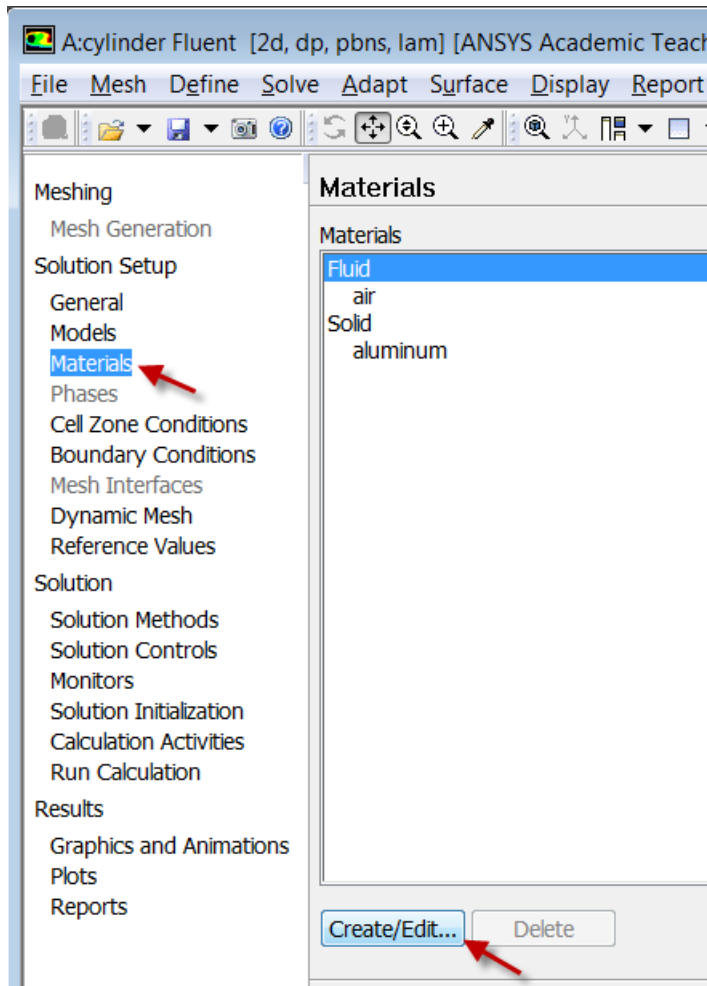 A:cylinder Fluent [2d, dp, pbns, lam] [ANSYS Academic Teach
File Mesh Define Solve Adapt Surface Display Report
Meshing
Mesh Generation
Solution Setup
General
Models
Materials
Phases
Cell Zone Conditions
Boundary Conditions
Mesh Interfaces
Dynamic Mesh
Reference Values
Solution
Solution Methods
Solution Controls
Monitors
Solution Initialization
Calculation Activities
Run Calculation
Results
Graphics and Animations
Plots
Reports
Materials
Materials
Fluid
air
Solid
aluminum
Create/Edit... Delete